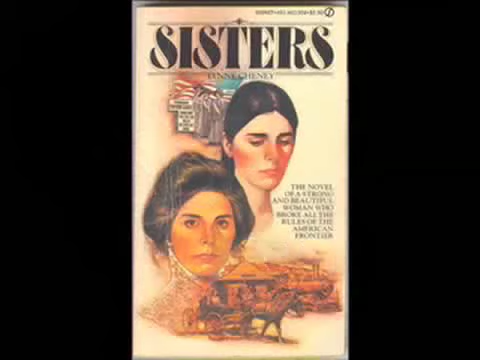 SISTERS
LYNNE CHENEY
THE NOVEL
OF A STRONG
AND BEAUTIFUL
WOMAN WHO
BROKE ALL THE
RULES OF THE
AMERICAN
FRONTIER